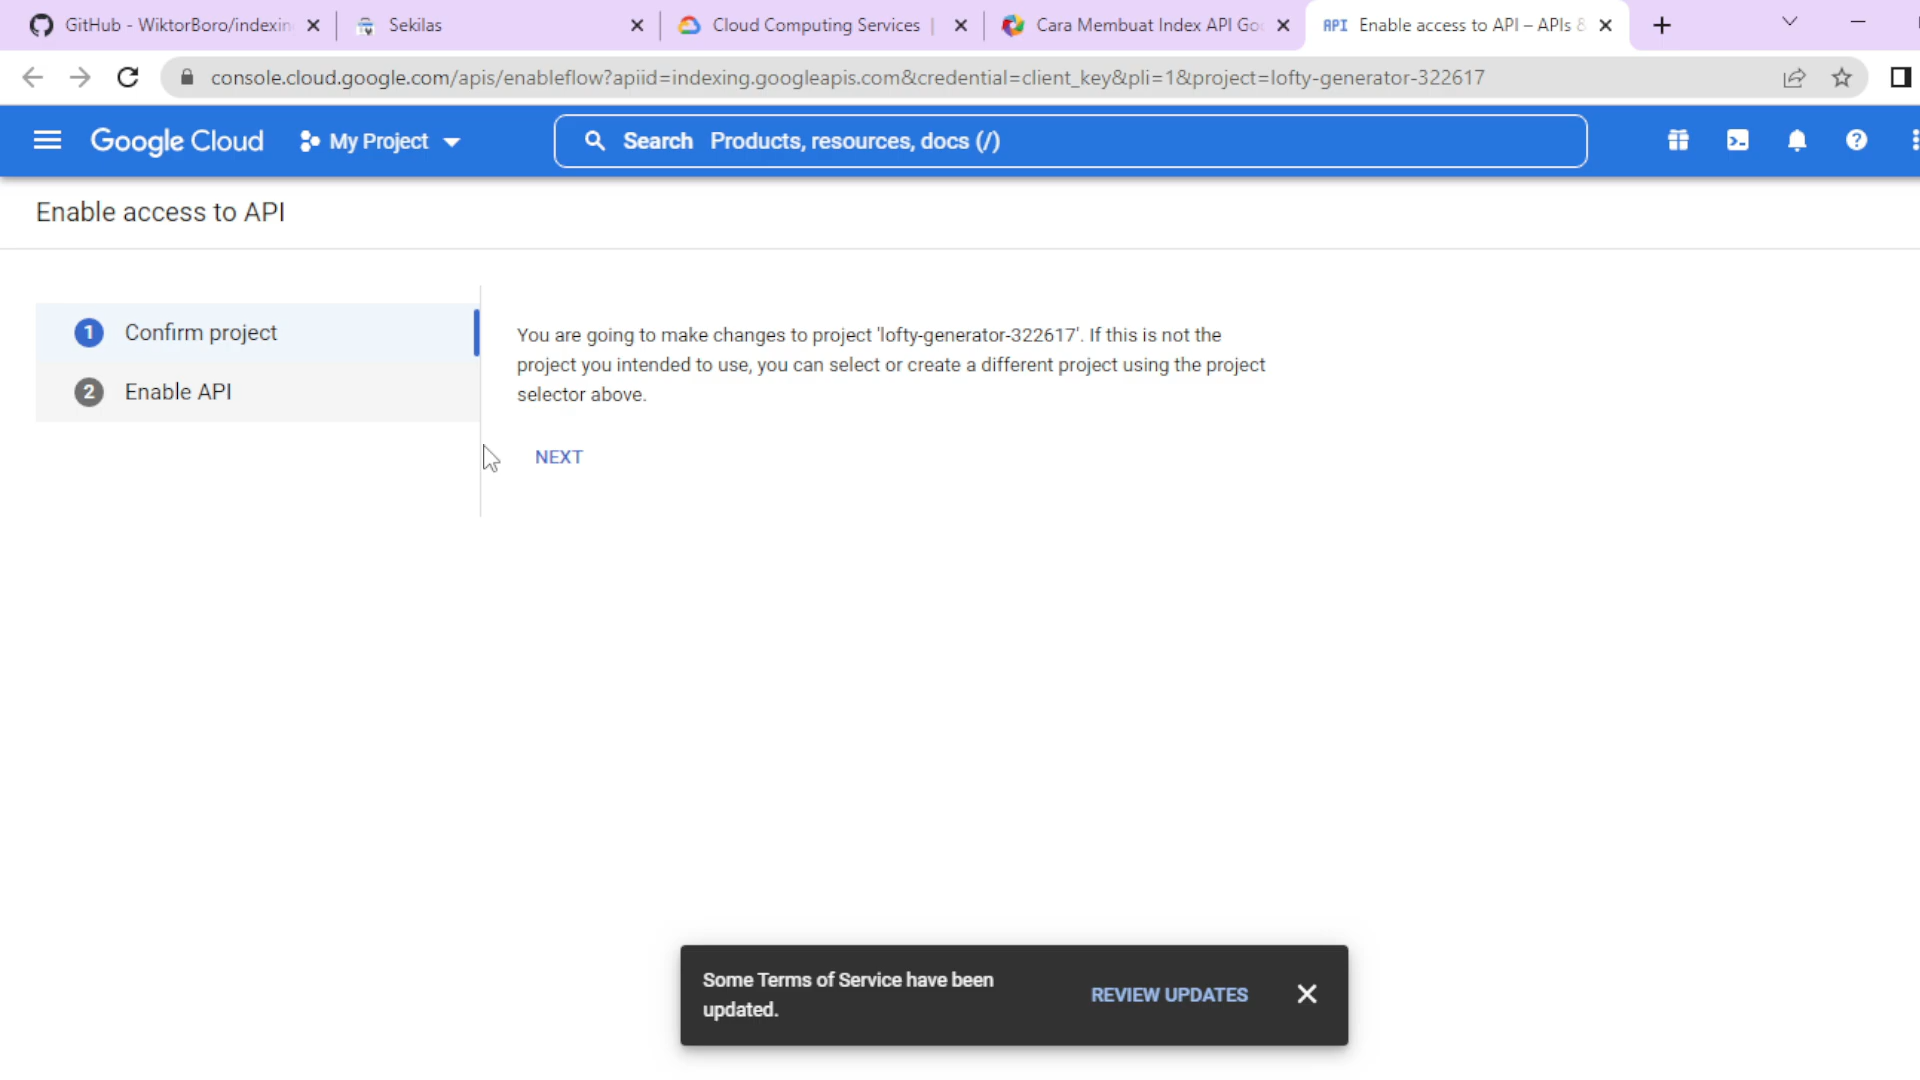 GitHub - WiktorBoro/indexin
Sekilas
Cloud Computing Services |
Cara Membuat Index API Goo
API Enable access to API – APIs &
console.cloud.google.com/apis/enableflow?apiid=indexing.googleapis.com&credential=client_key&pli=1&project=lofty-generator-322617
Google Cloud
My Project
Search Products, resources, docs (/)
Enable access to API
1 Confirm project
2 Enable API
You are going to make changes to project 'lofty-generator-322617'. If this is not the
project you intended to use, you can select or create a different project using the project
selector above.
NEXT
Some Terms of Service have been
updated.
REVIEW UPDATES